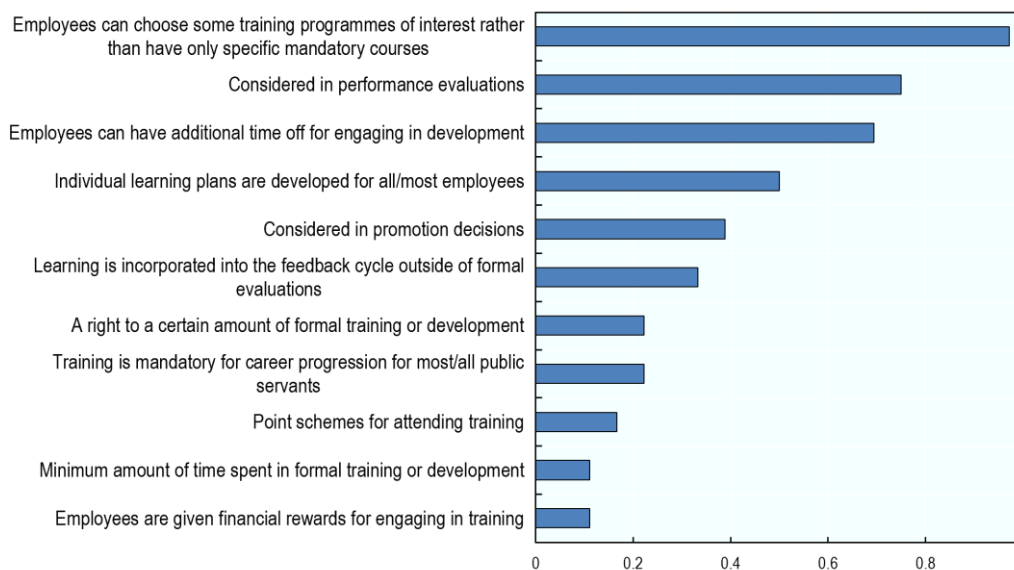 Employees can choose some training programmes of interest rather
than have only specific mandatory courses
Considered in performance evaluations
Employees can have additional time off for engaging in development
Individual learning plans are developed for all/most employees
Considered in promotion decisions
Learning is incorporated into the feedback cycle outside of formal
evaluations
A right to a certain amount of formal training or development
Training is mandatory for career progression for most/all public
servants
Point schemes for attending training
Minimum amount of time spent in formal training or development
Employees are given financial rewards for engaging in training
0 0.2 0.4 0.6 0.8